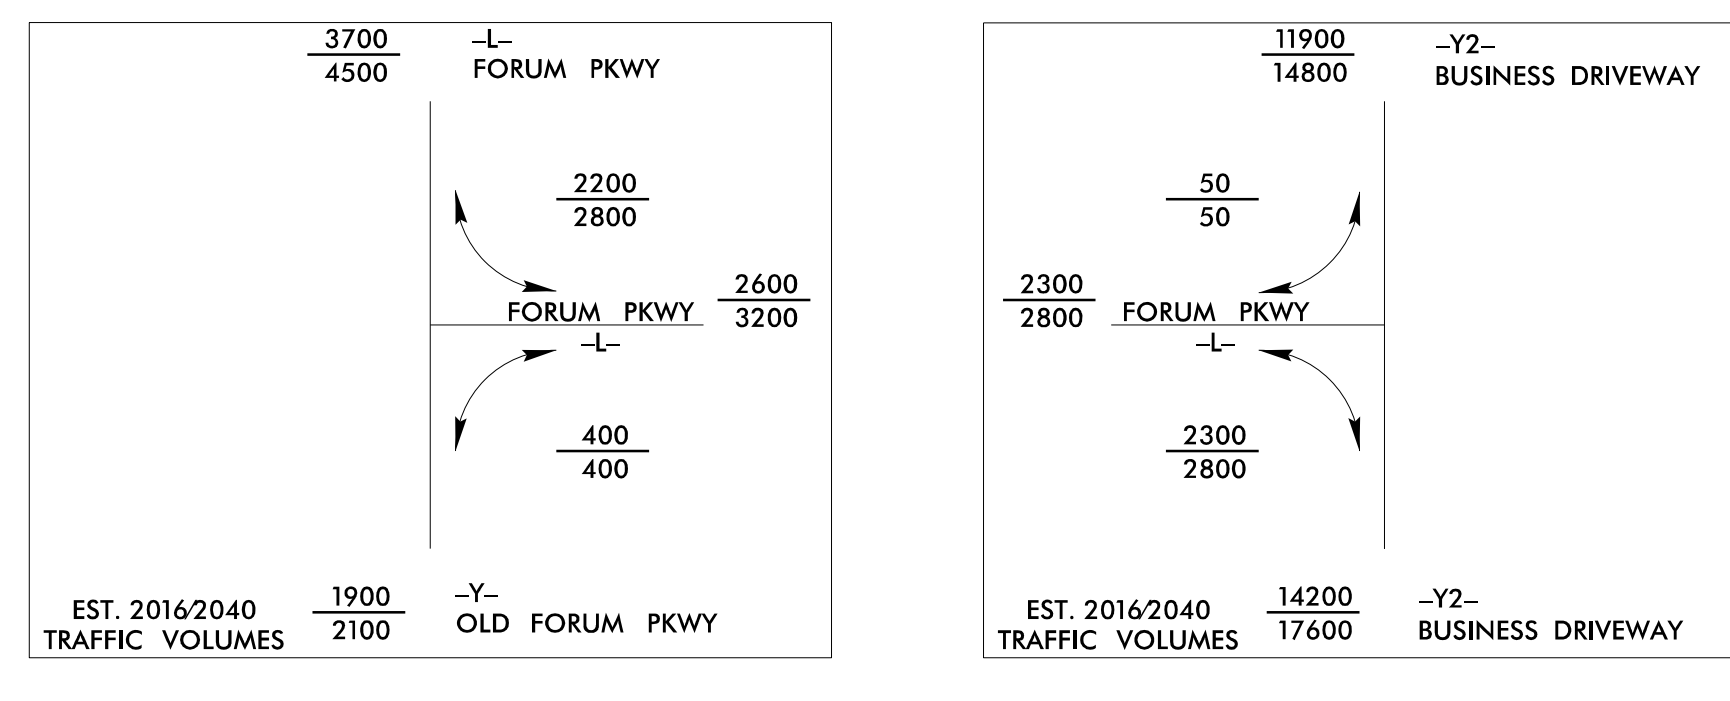 3700
4500
–L–
FORUM PKWY
2200
2800
FORUM PKWY
2600
3200
–L–
400
400
EST. 2016/2040
TRAFFIC VOLUMES
1900
2100
–Y–
OLD FORUM PKWY
11900
14800
–Y2–
BUSINESS DRIVEWAY
50
50
2300
2800
FORUM PKWY
–L–
2300
2800
EST. 2016/2040
TRAFFIC VOLUMES
14200
17600
–Y2–
BUSINESS DRIVEWAY